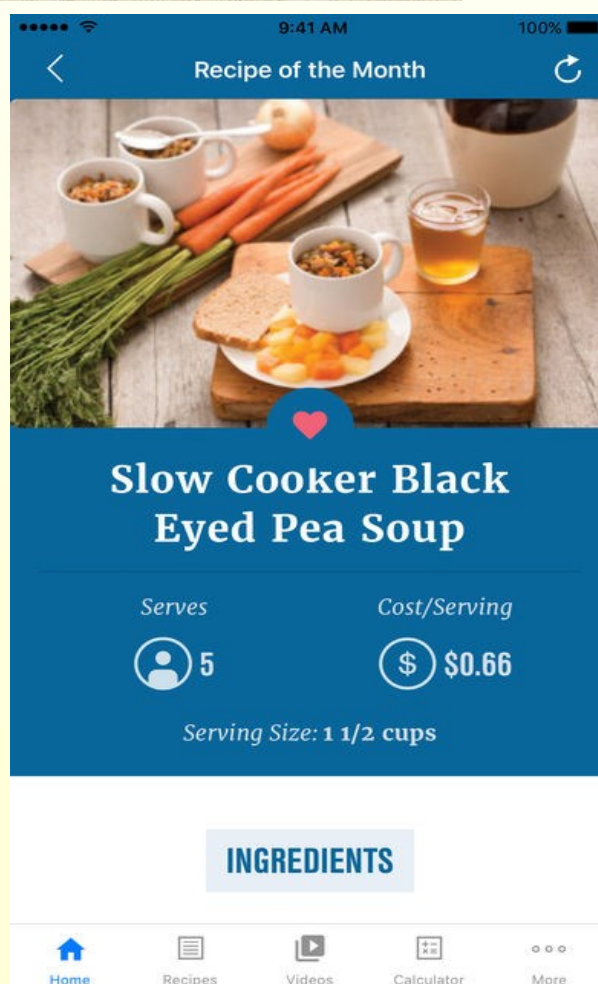 9:41 AM 100%
Recipe of the Month
Slow Cooker Black
Eyed Pea Soup
Serves Cost/Serving
5 $ $0.66
Serving Size: 1 1/2 cups
INGREDIENTS
Home Recipes Videos Calculator More